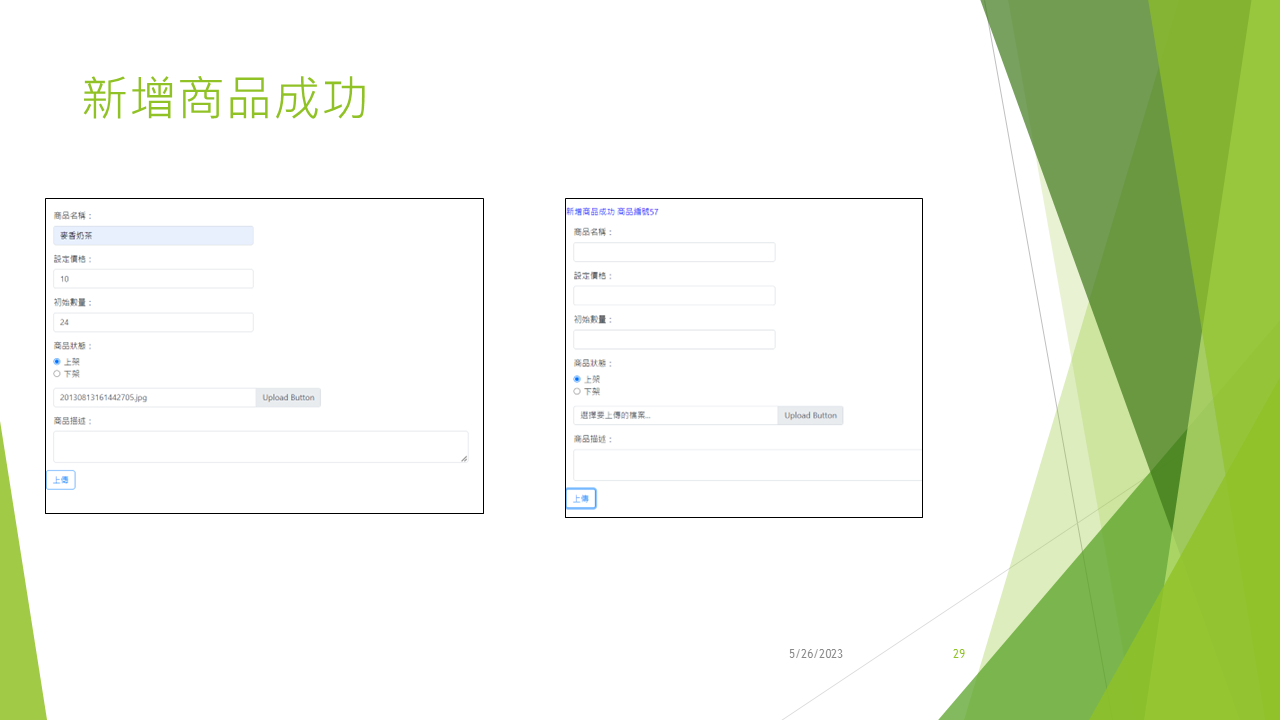 新增商品成功
商品名稱：
麥香奶茶
設定價格：
10
初始數量：
24
商品狀態：
上架
下架
20130813161442705.jpg Upload Button
商品描述：
上傳
新增商品成功 商品編號57
商品名稱：
設定價格：
初始數量：
商品狀態：
上架
下架
選擇要上傳的檔案... Upload Button
商品描述：
上傳
5/26/2023 29